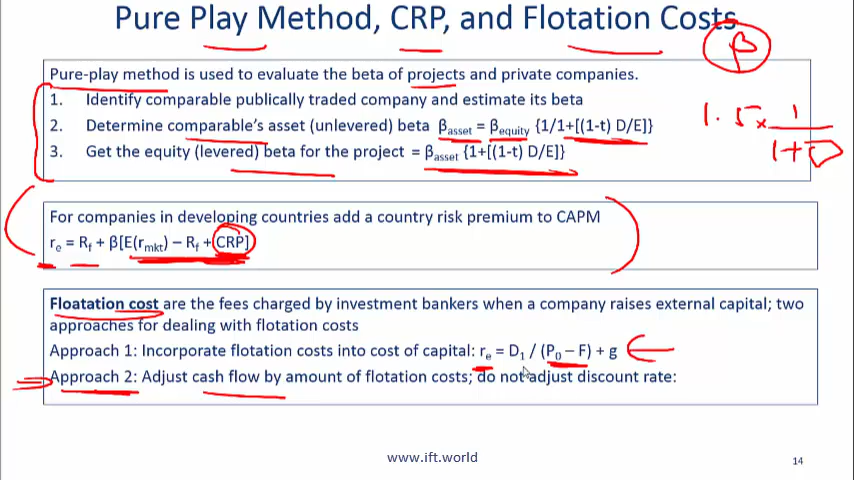 Pure Play Method, CRP, and Flotation Costs
β
Pure-play method is used to evaluate the beta of projects and private companies.
1. Identify comparable publically traded company and estimate its beta
2. Determine comparable's asset (unlevered) beta βasset = βequity {1/1+[(1-t) D/E]}
3. Get the equity (levered) beta for the project = βasset {1+[(1-t) D/E]}
1.5 x 1
1+
For companies in developing countries add a country risk premium to CAPM
re = Rf + β[E(rmkt) − Rf + CRP]
Floatation cost are the fees charged by investment bankers when a company raises external capital; two
approaches for dealing with flotation costs
Approach 1: Incorporate flotation costs into cost of capital: re = D1 / (P0 – F) + g
Approach 2: Adjust cash flow by amount of flotation costs; do not adjust discount rate:
www.ift.world
14